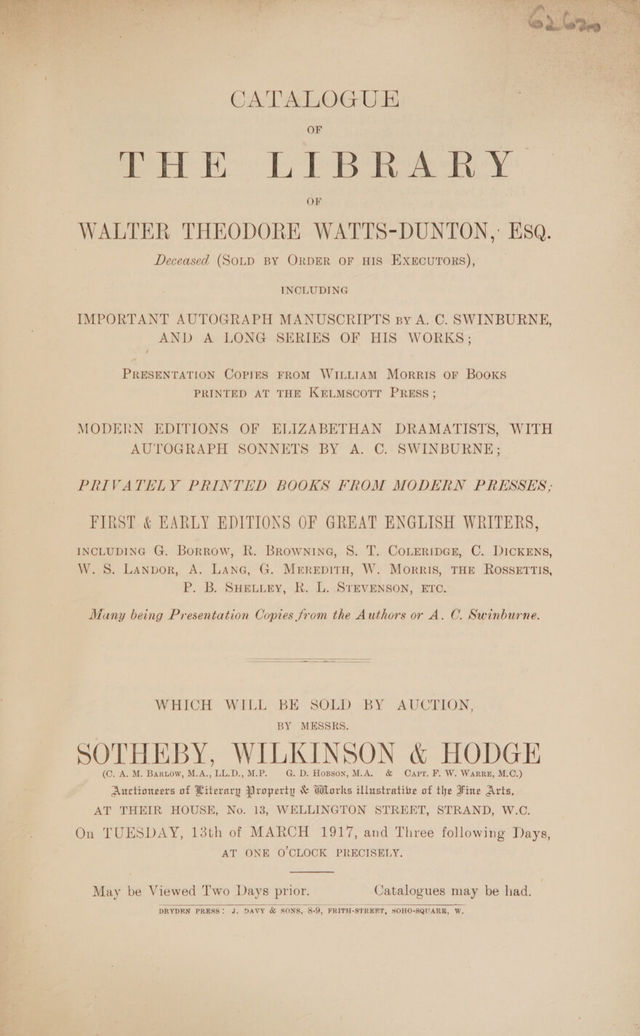 62620
CATALOGUE
OF
THE LIBRARY
OF
WALTER THEODORE WATTS-DUNTON, ESQ.
Deceased (SOLD BY ORDER OF HIS EXECUTORS),
INCLUDING
IMPORTANT AUTOGRAPH MANUSCRIPTS BY A. C. SWINBURNE,
AND A LONG SERIES OF HIS WORKS;
PRESENTATION COPIES FROM WILLIAM MORRIS OF BOOKS
PRINTED AT THE KELMSCOTT PRESS;
MODERN EDITIONS OF ELIZABETHAN DRAMATISTS, WITH
AUTOGRAPH SONNETS BY A. C. SWINBURNE;
PRIVATELY PRINTED BOOKS FROM MODERN PRESSES;
FIRST & EARLY EDITIONS OF GREAT ENGLISH WRITERS,
INCLUDING G. BORROW, R. BROWNING, S. T. COLERIDGE, C. DICKENS,
W. S. LANDOR, A. LANG, G. MEREDITH, W. MORRIS, THE ROSSETTIS,
P. B. SHELLEY, R. L. STEVENSON, ETC.
Many being Presentation Copies from the Authors or A. C. Swinburne.
WHICH WILL BE SOLD BY AUCTION,
BY MESSRS.
SOTHEBY, WILKINSON & HODGE
(C. A. M. BARLOW, M.A., LL.D., M.P. G. D. HOBSON, M.A. & CAPT. F. W. WARRE, M.C.)
Auctioneers of Literary Property & Works illustrative of the Fine Arts,
AT THEIR HOUSE, No. 13, WELLINGTON STREET, STRAND, W.C.
On TUESDAY, 13th of MARCH 1917, and Three following Days,
AT ONE O'CLOCK PRECISELY.
May be Viewed Two Days prior. Catalogues may be had.
DRYDEN PRESS: J. DAVY & SONS, 8-9, FRITH-STREET, SOHO-SQUARE, W.